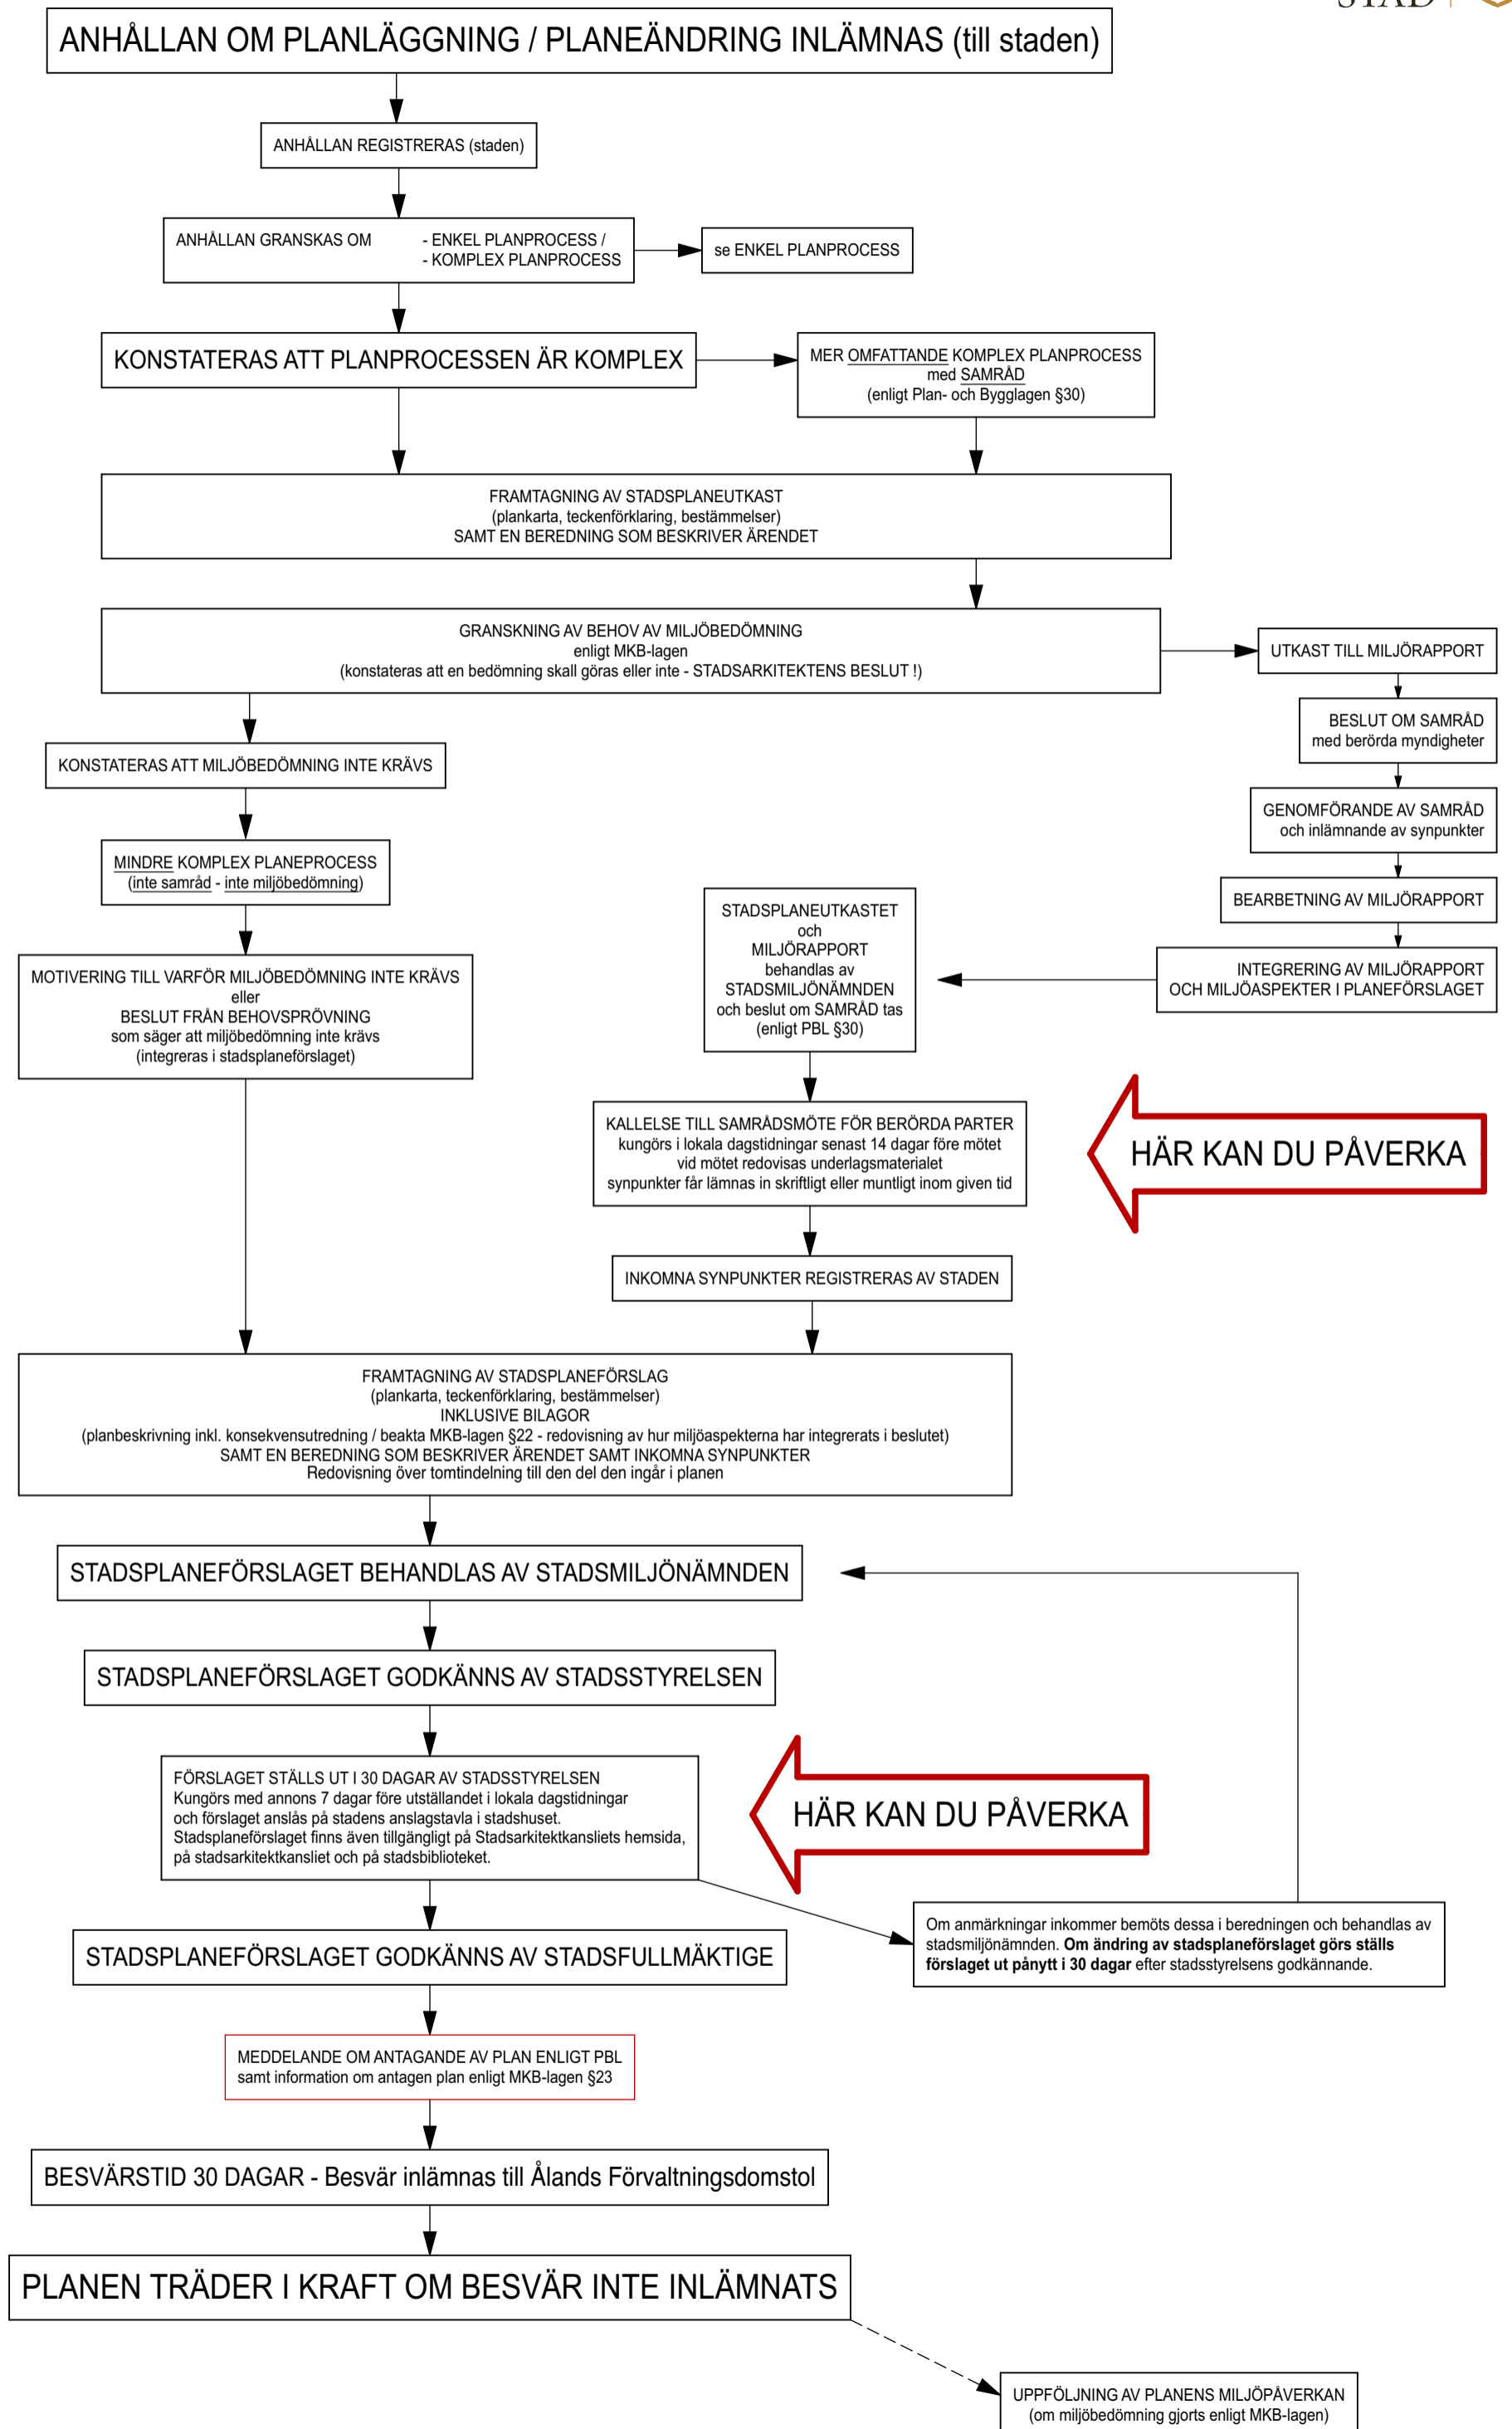 STAD
ANHÅLLAN OM PLANLÄGGNING / PLANEÄNDRING INLÄMNAS (till staden)
ANHÅLLAN REGISTRERAS (staden)
ANHÅLLAN GRANSKAS OM - ENKEL PLANPROCESS /
- KOMPLEX PLANPROCESS
se ENKEL PLANPROCESS
KONSTATERAS ATT PLANPROCESSEN ÄR KOMPLEX
MER OMFATTANDE KOMPLEX PLANPROCESS
med SAMRÅD
(enligt Plan- och Bygglagen §30)
FRAMTAGNING AV STADSPLANEUTKAST
(plankarta, teckenförklaring, bestämmelser)
SAMT EN BEREDNING SOM BESKRIVER ÄRENDET
GRANSKNING AV BEHOV AV MILJÖBEDÖMNING
enligt MKB-lagen
(konstateras att en bedömning skall göras eller inte - STADSARKITEKTENS BESLUT !)
UTKAST TILL MILJÖRAPPORT
BESLUT OM SAMRÅD
med berörda myndigheter
GENOMFÖRANDE AV SAMRÅD
och inlämnande av synpunkter
BEARBETNING AV MILJÖRAPPORT
INTEGRERING AV MILJÖRAPPORT
OCH MILJÖASPEKTER I PLANEFÖRSLAGET
KONSTATERAS ATT MILJÖBEDÖMNING INTE KRÄVS
MINDRE KOMPLEX PLANEPROCESS
(inte samråd - inte miljöbedömning)
MOTIVERING TILL VARFÖR MILJÖBEDÖMNING INTE KRÄVS
eller
BESLUT FRÅN BEHOVSPRÖVNING
som säger att miljöbedömning inte krävs
(integreras i stadsplaneförslaget)
STADSPLANEUTKASTET
och
MILJÖRAPPORT
behandlas av
STADSMILJÖNÄMNDEN
och beslut om SAMRÅD tas
(enligt PBL §30)
KALLELSE TILL SAMRÅDSMÖTE FÖR BERÖRDA PARTER
kungörs i lokala dagstidningar senast 14 dagar före mötet
vid mötet redovisas underlagsmaterialet
synpunkter får lämnas in skriftligt eller muntligt inom given tid
HÄR KAN DU PÅVERKA
INKOMNA SYNPUNKTER REGISTRERAS AV STADEN
FRAMTAGNING AV STADSPLANEFÖRSLAG
(plankarta, teckenförklaring, bestämmelser)
INKLUSIVE BILAGOR
(planbeskrivning inkl. konsekvensutredning / beakta MKB-lagen §22 - redovisning av hur miljöaspekterna har integrerats i beslutet)
SAMT EN BEREDNING SOM BESKRIVER ÄRENDET SAMT INKOMNA SYNPUNKTER
Redovisning över tomtindelning till den del den ingår i planen
STADSPLANEFÖRSLAGET BEHANDLAS AV STADSMILJÖNÄMNDEN
STADSPLANEFÖRSLAGET GODKÄNNS AV STADSSTYRELSEN
FÖRSLAGET STÄLLS UT I 30 DAGAR AV STADSSTYRELSEN
Kungörs med annons 7 dagar före utställandet i lokala dagstidningar
och förslaget anslås på stadens anslagstavla i stadshuset.
Stadsplaneförslaget finns även tillgängligt på Stadsarkitektkansliets hemsida,
på stadsarkitektkansliet och på stadsbiblioteket.
HÄR KAN DU PÅVERKA
Om anmärkningar inkommer bemöts dessa i beredningen och behandlas av
stadsmiljönämnden. Om ändring av stadsplaneförslaget görs ställs
förslaget ut pånytt i 30 dagar efter stadsstyrelsens godkännande.
STADSPLANEFÖRSLAGET GODKÄNNS AV STADSFULLMÄKTIGE
MEDDELANDE OM ANTAGANDE AV PLAN ENLIGT PBL
samt information om antagen plan enligt MKB-lagen §23
BESVÄRSTID 30 DAGAR - Besvär inlämnas till Ålands Förvaltningsdomstol
PLANEN TRÄDER I KRAFT OM BESVÄR INTE INLÄMNATS
UPPFÖLJNING AV PLANENS MILJÖPÅVERKAN
(om miljöbedömning gjorts enligt MKB-lagen)